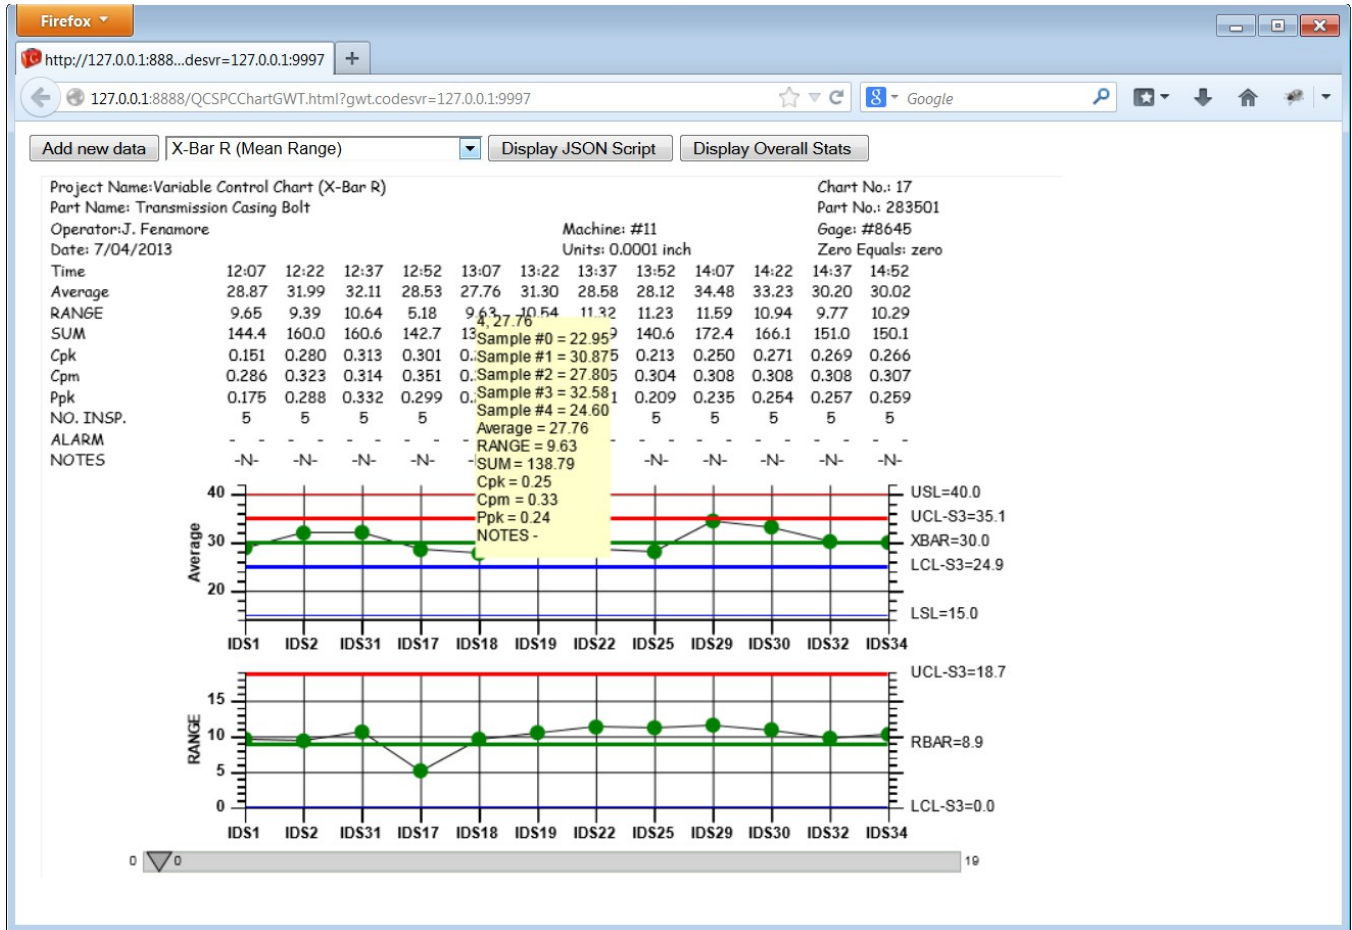 Firefox
http://127.0.0.1:888...desvr=127.0.0.1:9997 +
127.0.0.1:8888/QCSPCChartGWT.html?gwt.codesvr=127.0.0.1:9997 8 Google
Add new data X-Bar R (Mean Range) Display JSON Script Display Overall Stats
Project Name:Variable Control Chart (X-Bar R) Chart No.: 17
Part Name: Transmission Casing Bolt Part No.: 283501
Operator:J. Fenamore Machine: #11 Gage: #8645
Date: 7/04/2013 Units: 0.0001 inch Zero Equals: zero
Time 12:07 12:22 12:37 12:52 13:07 13:22 13:37 13:52 14:07 14:22 14:37 14:52
Average 28.87 31.99 32.11 28.53 27.76 31.30 28.58 28.12 34.48 33.23 30.20 30.02
RANGE 9.65 9.39 10.64 5.18 9.63 10.54 11.32 11.23 11.59 10.94 9.77 10.29
SUM 144.4 160.0 160.6 142.7 13 9 140.6 172.4 166.1 151.0 150.1
Cpk 0.151 0.280 0.313 0.301 0. 5 0.213 0.250 0.271 0.269 0.266
Cpm 0.286 0.323 0.314 0.351 0. 5 0.304 0.308 0.308 0.308 0.307
Ppk 0.175 0.288 0.332 0.299 0. 1 0.209 0.235 0.254 0.257 0.259
NO. INSP. 5 5 5 5 5 5 5 5 5
ALARM - - - - - - - - - - - - - - - - - -
NOTES -N- -N- -N- -N- - -N- -N- -N- -N- -N-
4, 27.76
Sample #0 = 22.95
Sample #1 = 30.87
Sample #2 = 27.80
Sample #3 = 32.58
Sample #4 = 24.60
Average = 27.76
RANGE = 9.63
SUM = 138.79
Cpk = 0.25
Cpm = 0.33
Ppk = 0.24
NOTES -
Average
40
30
20
USL=40.0
UCL-S3=35.1
XBAR=30.0
LCL-S3=24.9
LSL=15.0
IDS1 IDS2 IDS31 IDS17 IDS18 IDS19 IDS22 IDS25 IDS29 IDS30 IDS32 IDS34
RANGE
15
10
5
0
UCL-S3=18.7
RBAR=8.9
LCL-S3=0.0
IDS1 IDS2 IDS31 IDS17 IDS18 IDS19 IDS22 IDS25 IDS29 IDS30 IDS32 IDS34
0 0 19